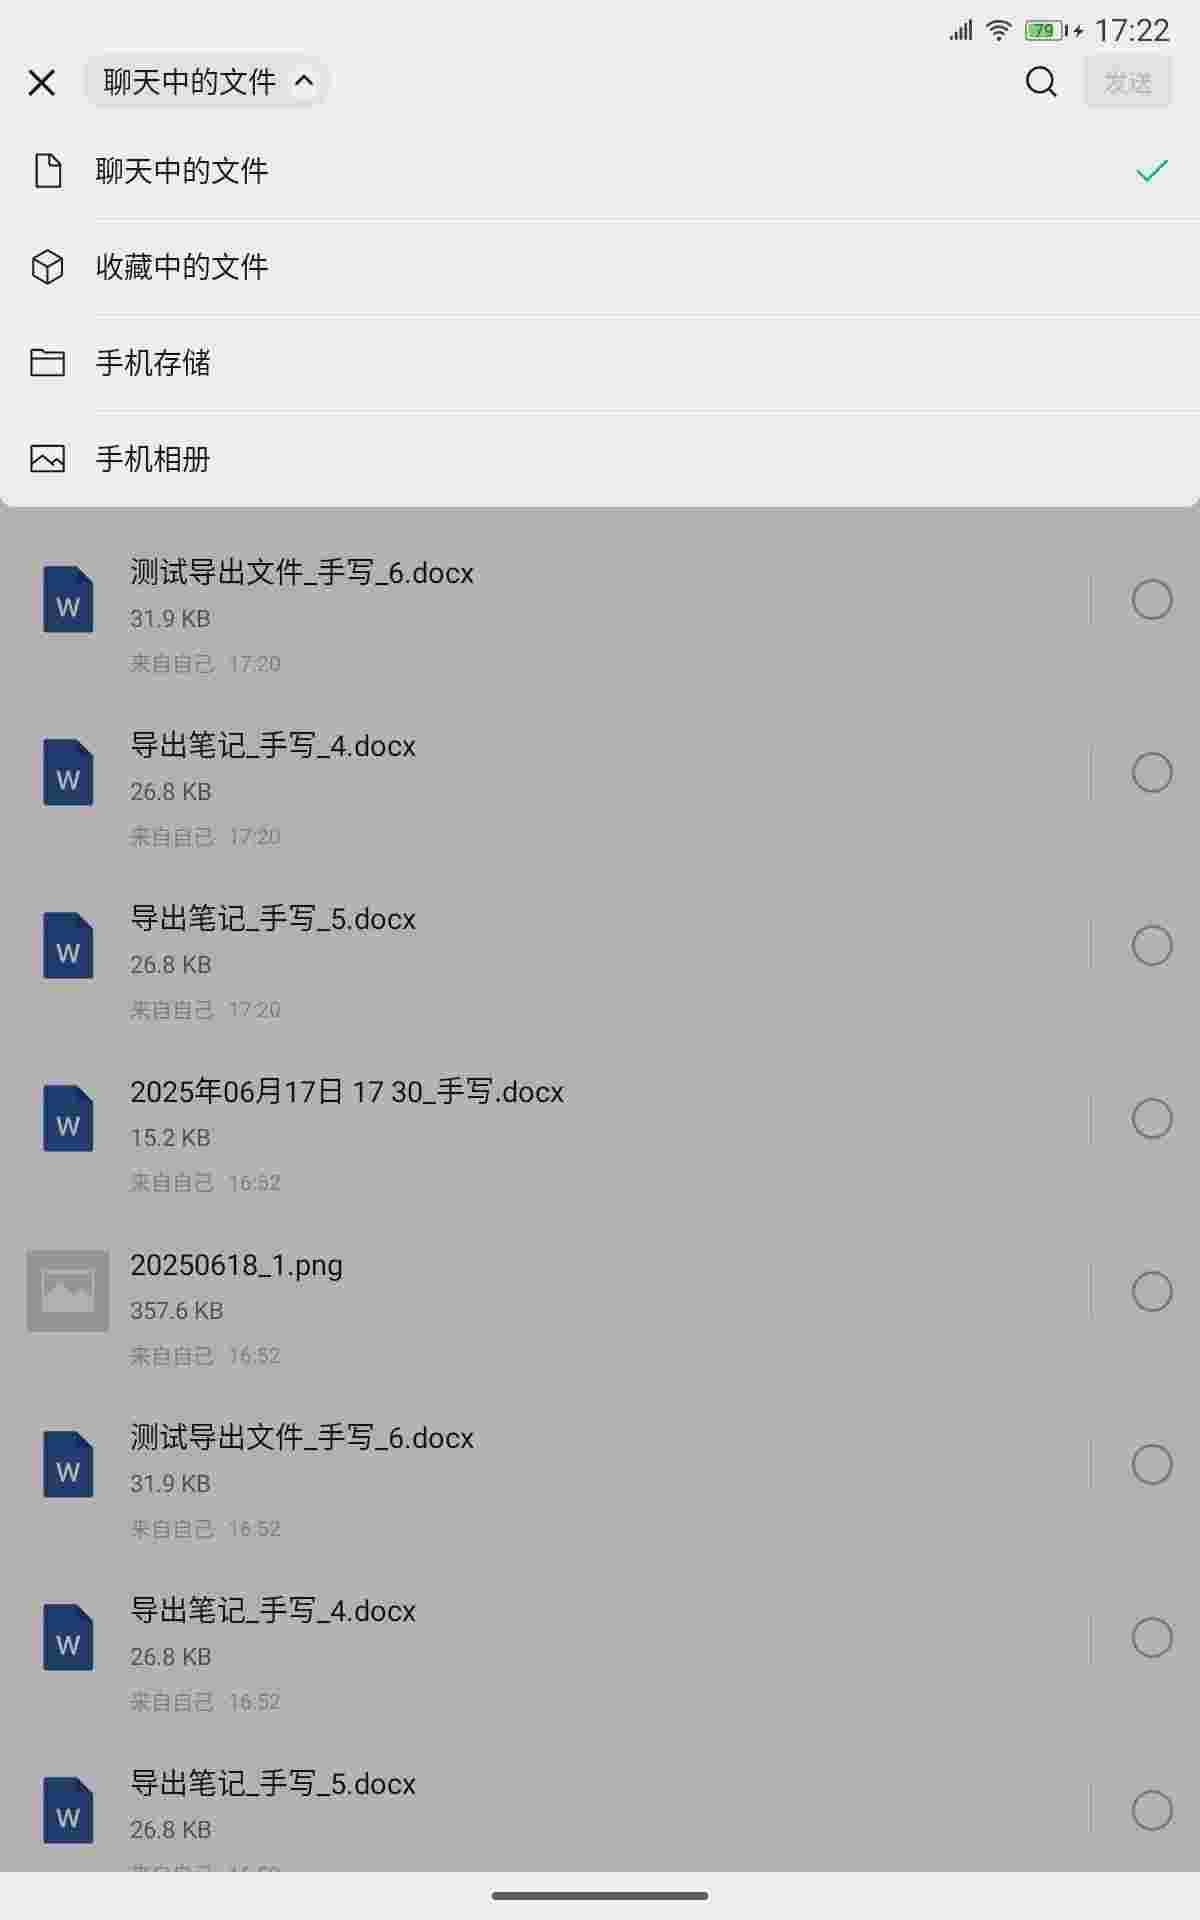 79 17:22
聊天中的文件
发送
聊天中的文件
收藏中的文件
手机存储
手机相册
W
测试导出文件_手写_6.docx
31.9 KB
来自自己 17:20
W
导出笔记_手写_4.docx
26.8 KB
来自自己 17:20
W
导出笔记_手写_5.docx
26.8 KB
来自自己 17:20
W
2025年06月17日 17 30_手写.docx
15.2 KB
来自自己 16:52
20250618_1.png
357.6 KB
来自自己 16:52
W
测试导出文件_手写_6.docx
31.9 KB
来自自己 16:52
W
导出笔记_手写_4.docx
26.8 KB
来自自己 16:52
W
导出笔记_手写_5.docx
26.8 KB